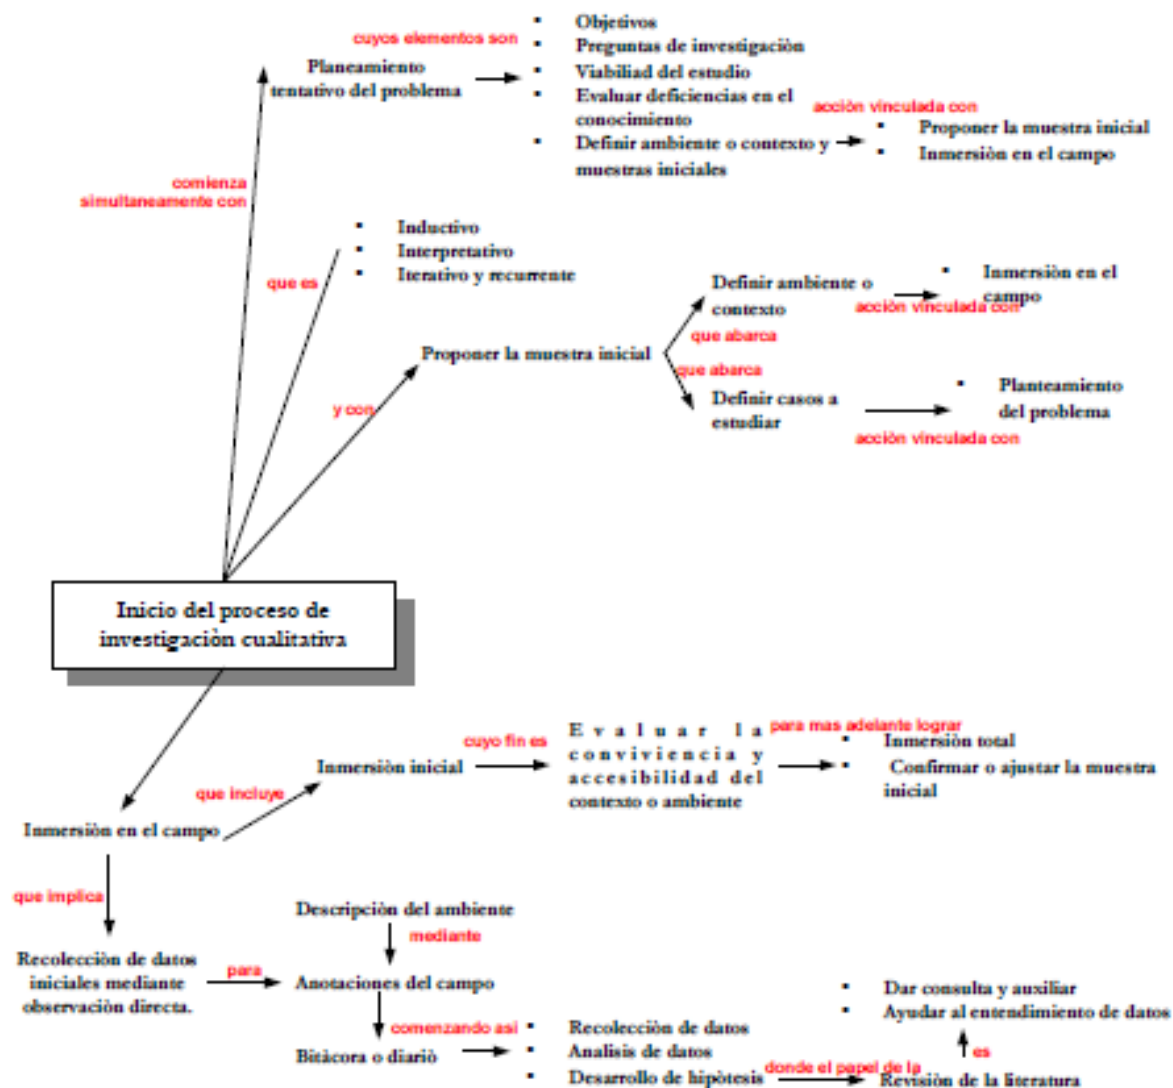 cuyos elementos son
Planeamiento
tentativo del problema
▪ Objetivos
▪ Preguntas de investigaciòn
▪ Viabiliad del estudio
▪ Evaluar deficiencias en el
conocimiento
▪ Definir ambiente o contexto y
muestras iniciales
acciòn vinculada con
▪ Proponer la muestra inicial
▪ Inmersiòn en el campo
comienza
simultaneamente con
que es
▪ Inductivo
▪ Interpretativo
▪ Iterativo y recurrente
y con
Proponer la muestra inicial
que abarca
Definir ambiente o
contexto
acciòn vinculada con
▪ Inmersiòn en el
campo
que abarca
Definir casos a
estudiar
acciòn vinculada con
▪ Planteamiento
del problema
Inicio del proceso de
investigaciòn cualitativa
Inmersiòn en el campo
que incluye
Inmersiòn inicial
cuyo fin es
Evaluar la
conviviencia y
accesibilidad del
contexto o ambiente
para mas adelante lograr
▪ Inmersiòn total
▪ Confirmar o ajustar la muestra
inicial
que implica
Recolecciòn de datos
iniciales mediante
observaciòn directa.
para
Descripciòn del ambiente
mediante
Anotaciones del campo
Bitàcora o diariò
comenzando asi
▪ Recolecciòn de datos
▪ Analisis de datos
▪ Desarrollo de hipòtesis
donde el papel de la
Revisiòn de la literatura
es
▪ Dar consulta y auxiliar
▪ Ayudar al entendimiento de datos